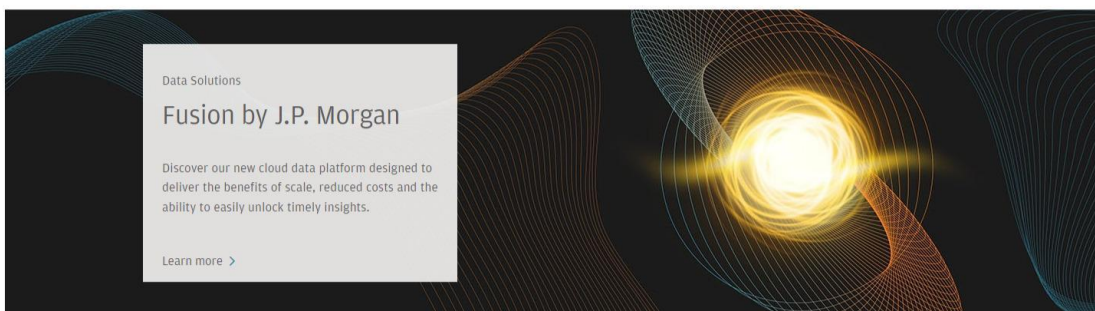 Data Solutions
Fusion by J.P. Morgan
Discover our new cloud data platform designed to
deliver the benefits of scale, reduced costs and the
ability to easily unlock timely insights.
Learn more